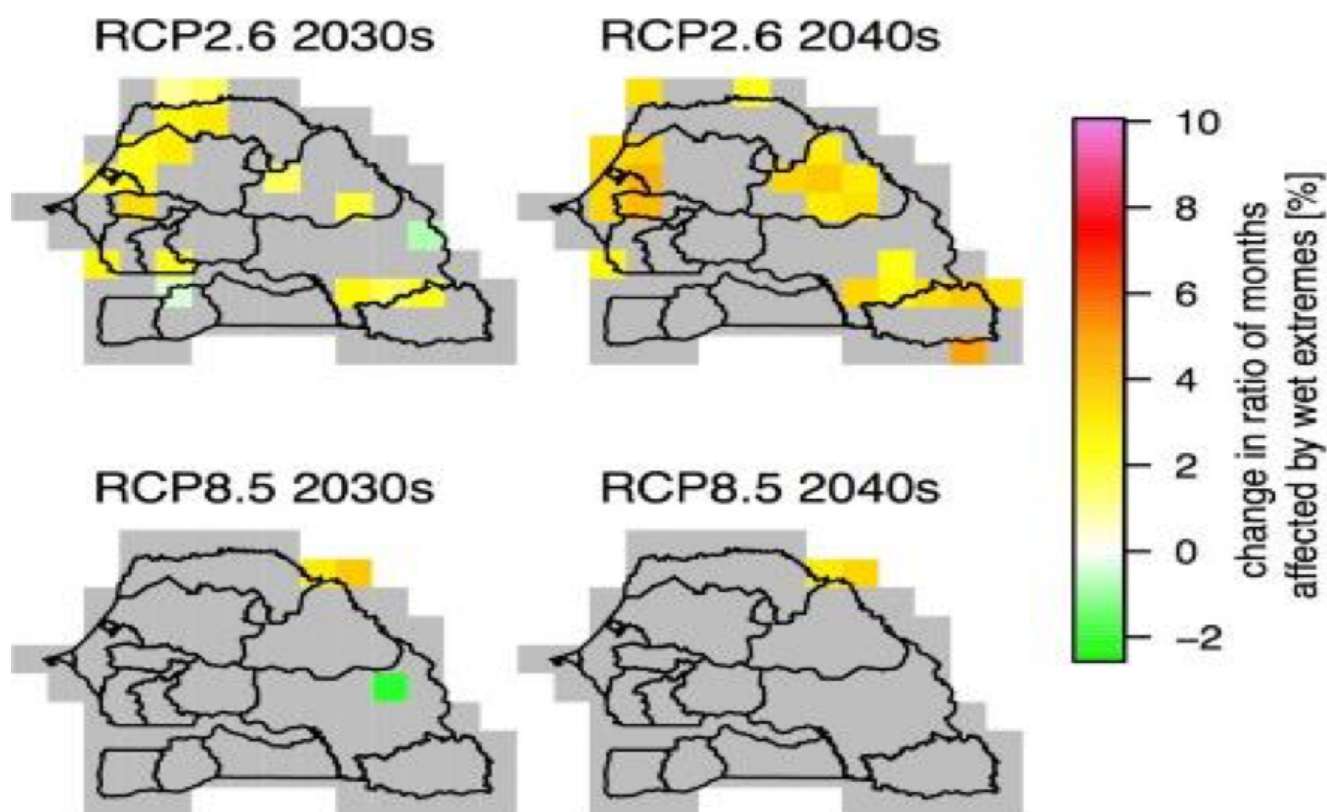 RCP2.6 2030s
RCP2.6 2040s
RCP8.5 2030s
RCP8.5 2040s
10
8
6
4
2
0
−2
change in ratio of months
affected by wet extremes [%]